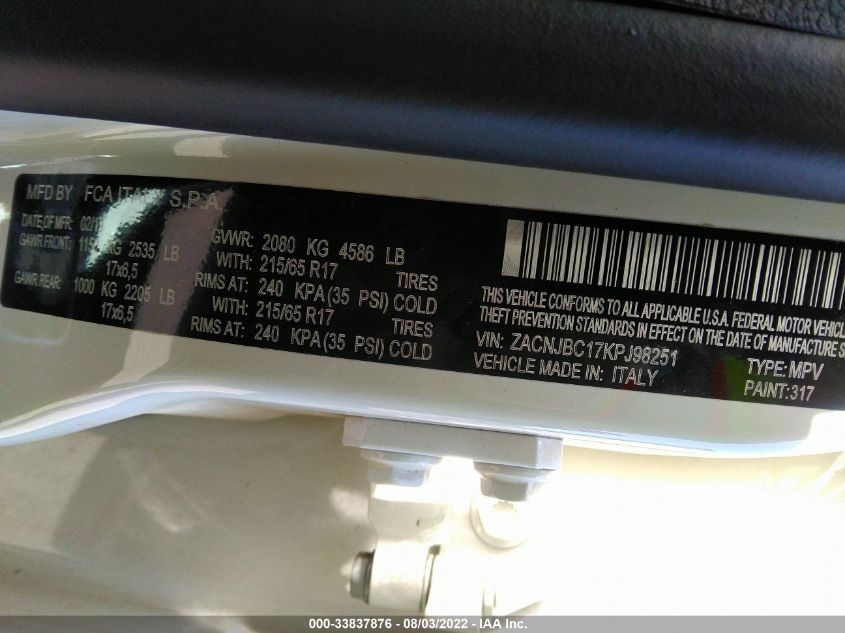 MFD BY FCA ITALY S.P.A.
DATE OF MFR: GVWR: 2080 KG 4586 LB
GAWR FRONT: KG 2535 LB WITH: 215/65 R17 TIRES
17x6,5 RIMS AT: 240 KPA(35 PSI) COLD
GAWR REAR: 1000 KG 2205 LB WITH: 215/65 R17 TIRES
17x6,5 RIMS AT: 240 KPA(35 PSI) COLD
THIS VEHICLE CONFORMS TO ALL APPLICABLE U.S.A. FEDERAL MOTOR VEHICLE
THEFT PREVENTION STANDARDS IN EFFECT ON THE DATE OF MANUFACTURE
VIN: ZACNJBC17KPJ98251 TYPE: MPV
VEHICLE MADE IN: ITALY PAINT:317
000-33837876 - 08/03/2022 - IAA Inc.